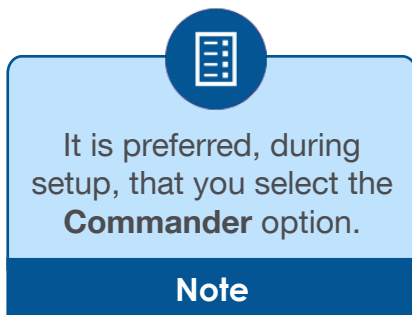 It is preferred, during
setup, that you select the
Commander option.
Note